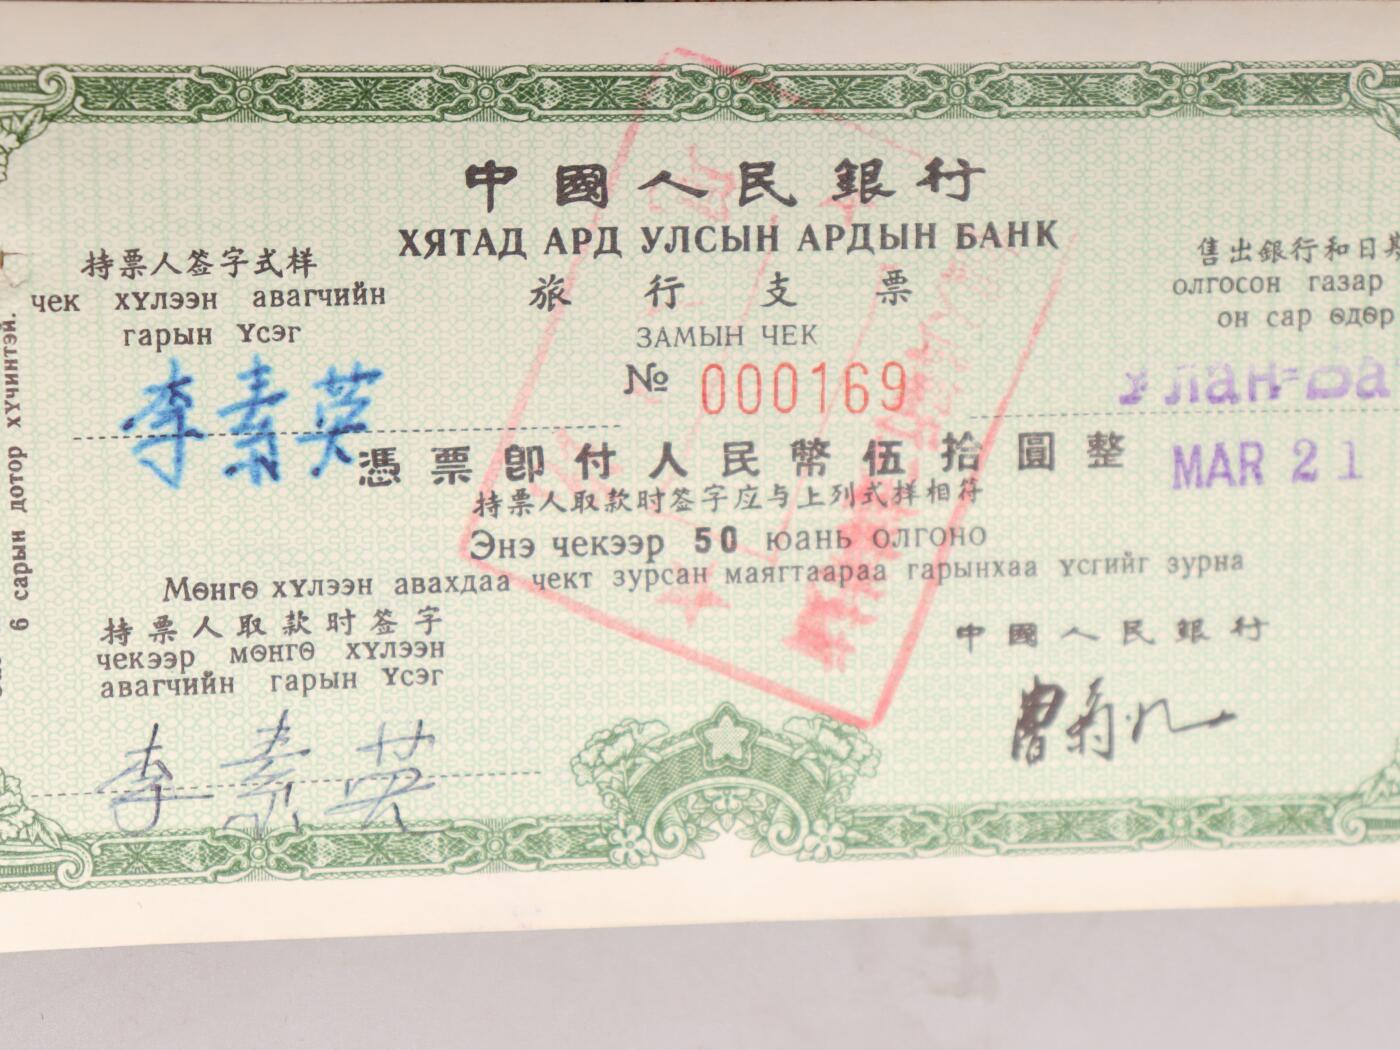 中國人民銀行
ХЯТАД АРД УЛСЫН АРДЫН БАНК
旅行支票
ЗАМЫН ЧЕК
№ 000169
持票人签字式样
чек хүлээн авагчийн
гарын Үсэг
李素英
售出銀行和日期
олгосон газар
он сар өдөр
Улан-Ба
MAR 21
憑票卽付人民幣伍拾圓整
持票人取款时签字应与上列式样相符
Энэ чекээр 50 юань олгоно
Мөнгө хүлээн авахдаа чект зурсан маягтаараа гарынхаа үсгийг зурна
持票人取款时签字
чекээр мөнгө хүлээн
авагчийн гарын Үсэг
李素英
中國人民銀行
6 сарын дотор хүчинтэй.